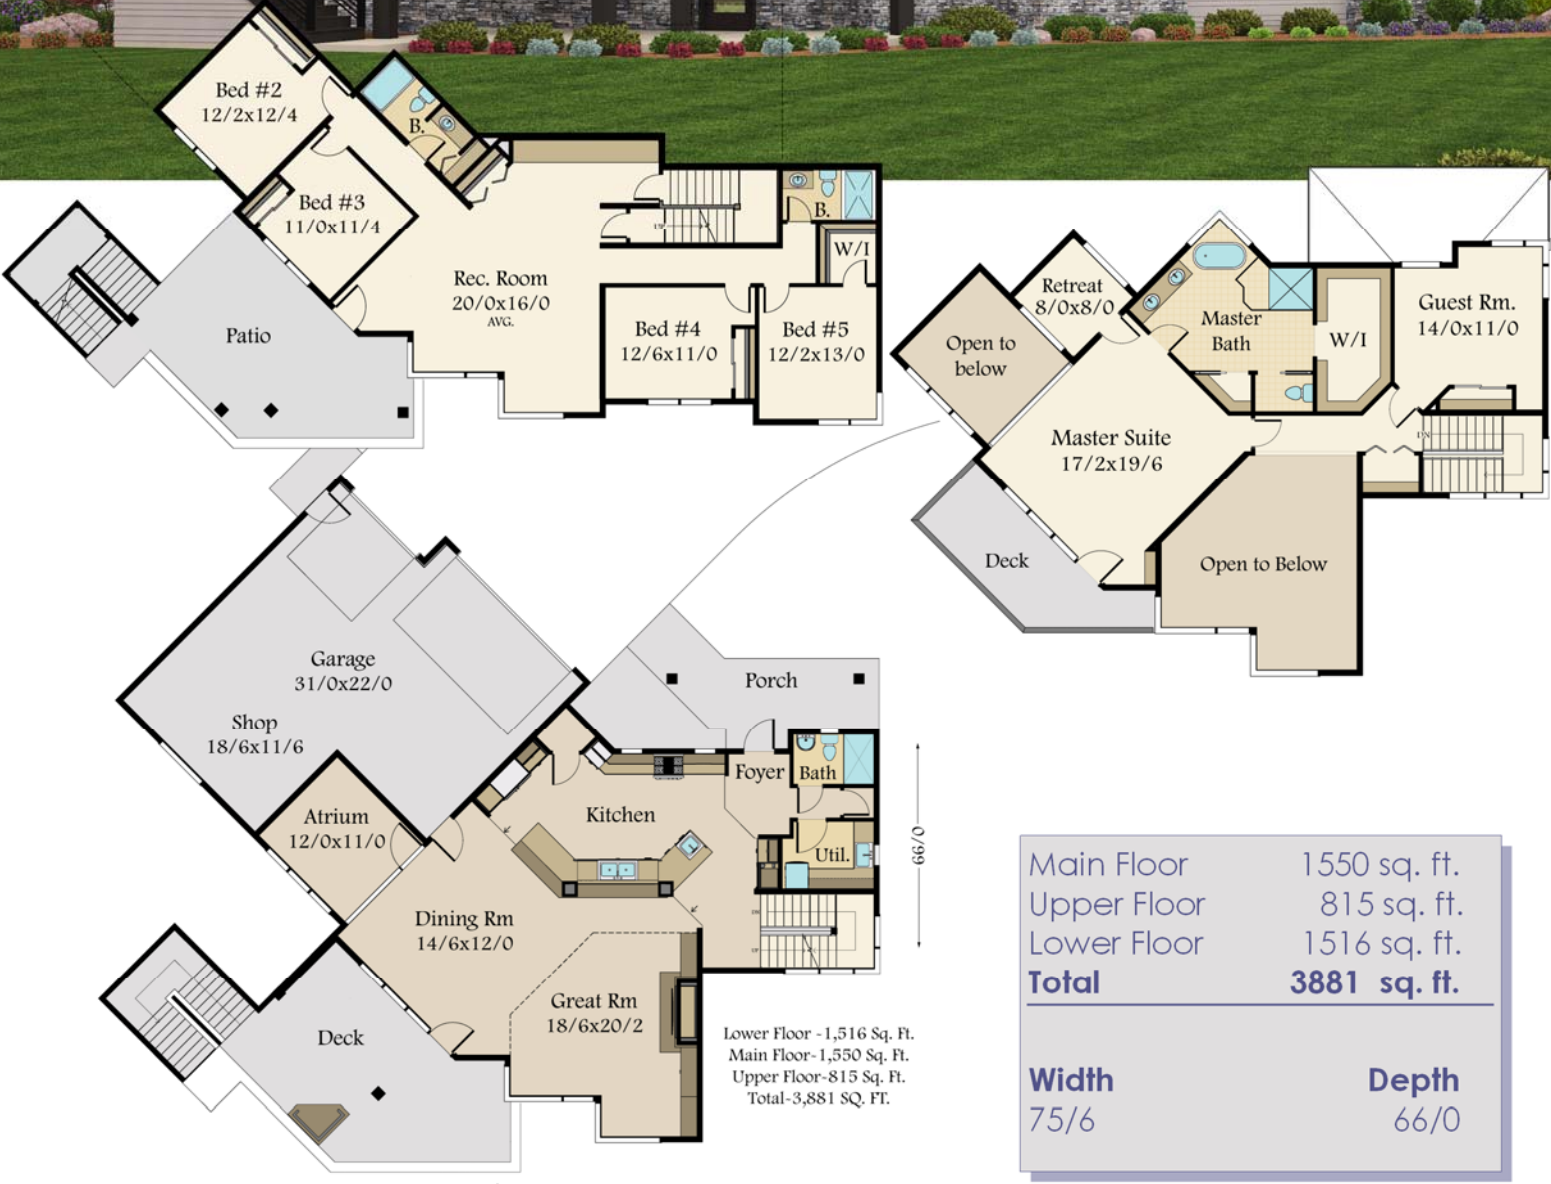 Bed #2
12/2x12/4
B.
Bed #3
11/0x11/4
Rec. Room
20/0x16/0
AVG.
UP
B.
W/I
Bed #4
12/6x11/0
Bed #5
12/2x13/0
Patio
Retreat
8/0x8/0
Open to
below
Master
Bath
W/I
Guest Rm.
14/0x11/0
Master Suite
17/2x19/6
DN
Deck
Open to Below
Garage
31/0x22/0
Shop
18/6x11/6
Atrium
12/0x11/0
Porch
Foyer
Bath
Kitchen
Util.
66/0
Dining Rm
14/6x12/0
DN
UP
Great Rm
18/6x20/2
Deck
Lower Floor -1,516 Sq. Ft.
Main Floor-1,550 Sq. Ft.
Upper Floor-815 Sq. Ft.
Total-3,881 SQ. FT.
Main Floor 1550 sq. ft.
Upper Floor 815 sq. ft.
Lower Floor 1516 sq. ft.
Total 3881 sq. ft.
Width Depth
75/6 66/0